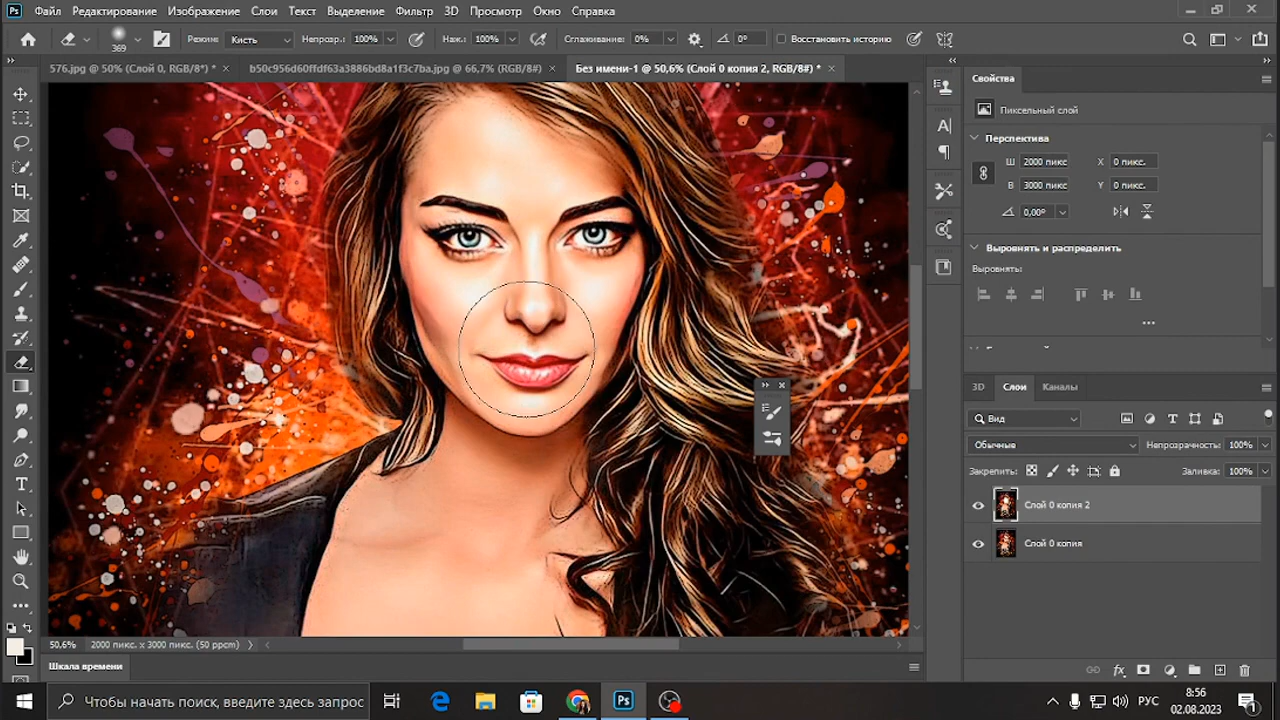 Ps Файл Редактирование Изображение Слои Текст Выделение Фильтр 3D Просмотр Окно Справка
369 Режим: Кисть Непрозр.: 100% Наж.: 100% Сглаживание: 0% 0° Восстановить историю
576.jpg @ 50% (Слой 0, RGB/8*) * × b50c956d60ffdf63a3886bd8a1f3c7ba.jpg @ 66,7% (RGB/8#) × Без имени-1 @ 50,6% (Слой 0 копия 2, RGB/8#) * ×
Свойства
Пиксельный слой
Перспектива
Ш 2000 пикс X 0 пикс.
В 3000 пикс Y 0 пикс.
0,00°
Выровнять и распределить
Выровнять:
3D Слои Каналы
Вид
Обычные Непрозрачность: 100%
Закрепить: Заливка: 100%
Слой 0 копия 2
Слой 0 копия
50,6% 2000 пикс. x 3000 пикс. (50 ppcm)
Шкала времени
Чтобы начать поиск, введите здесь запрос
Ps
РУС
8:56
02.08.2023
1